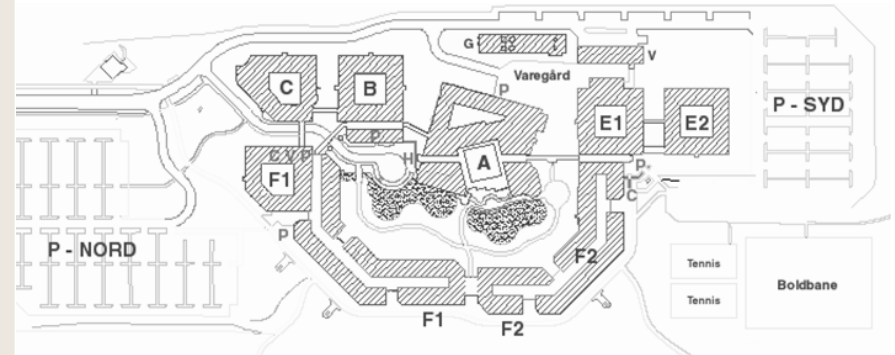 G
V
Varegård
P
C
B
E1
E2
P - SYD
P
C V P
H
A
P
F1
C
P
P - NORD
F2
Tennis
Tennis
Boldbane
F1
F2